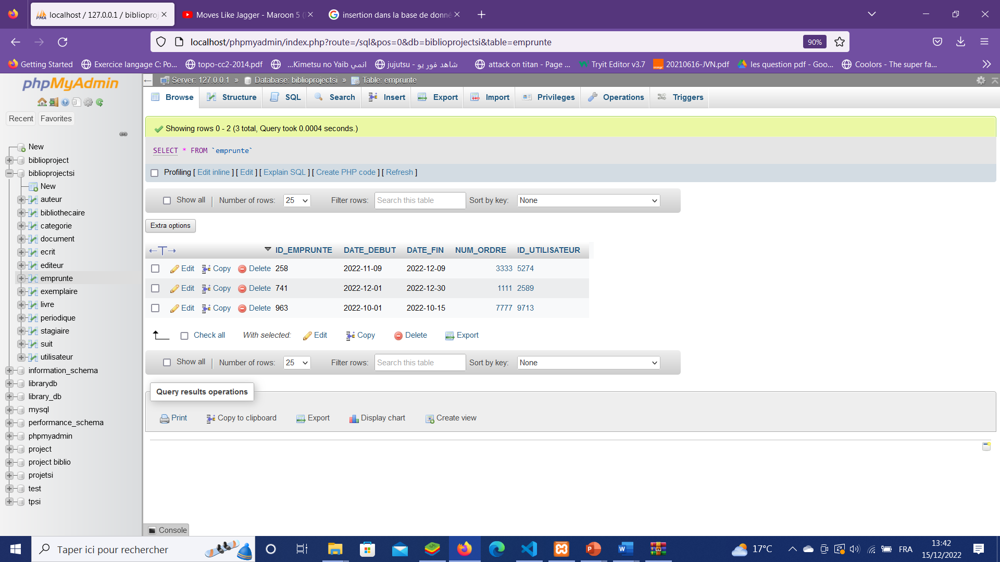 localhost / 127.0.0.1 / biblioproj
Moves Like Jagger - Maroon 5 (
insertion dans la base de donné
localhost/phpmyadmin/index.php?route=/sql&pos=0&db=biblioprojectsi&table=emprunte
90%
Getting Started
Exercice langage C: Po...
topo-cc2-2014.pdf
...Kimetsu no Yaib انمي
jujutsu - شاهد فور يو
attack on titan - Page ...
Tryit Editor v3.7
20210616-JVN.pdf
les question pdf - Goo...
Coolors - The super fa...
phpMyAdmin
Recent
Favorites
New
biblioproject
biblioprojectsi
New
auteur
bibliothecaire
categorie
document
ecrit
editeur
emprunte
exemplaire
livre
periodique
stagiaire
suit
utilisateur
information_schema
librarydb
library_db
mysql
performance_schema
phpmyadmin
project
project biblio
projetsi
test
tpsi
Server: 127.0.0.1 » Database: biblioprojectsi » Table: emprunte
Browse Structure SQL Search Insert Export Import Privileges Operations Triggers
Showing rows 0 - 2 (3 total, Query took 0.0004 seconds.)
SELECT * FROM `emprunte`
Profiling [ Edit inline ] [ Edit ] [ Explain SQL ] [ Create PHP code ] [ Refresh ]
Show all | Number of rows: 25 Filter rows: Search this table Sort by key: None
Extra options
←T→ ID_EMPRUNTE DATE_DEBUT DATE_FIN NUM_ORDRE ID_UTILISATEUR
Edit Copy Delete 258 2022-11-09 2022-12-09 3333 5274
Edit Copy Delete 741 2022-12-01 2022-12-30 1111 2589
Edit Copy Delete 963 2022-10-01 2022-10-15 7777 9713
Check all With selected: Edit Copy Delete Export
Show all | Number of rows: 25 Filter rows: Search this table Sort by key: None
Query results operations
Print Copy to clipboard Export Display chart Create view
Console
Taper ici pour rechercher
17°C
FRA
13:42
15/12/2022